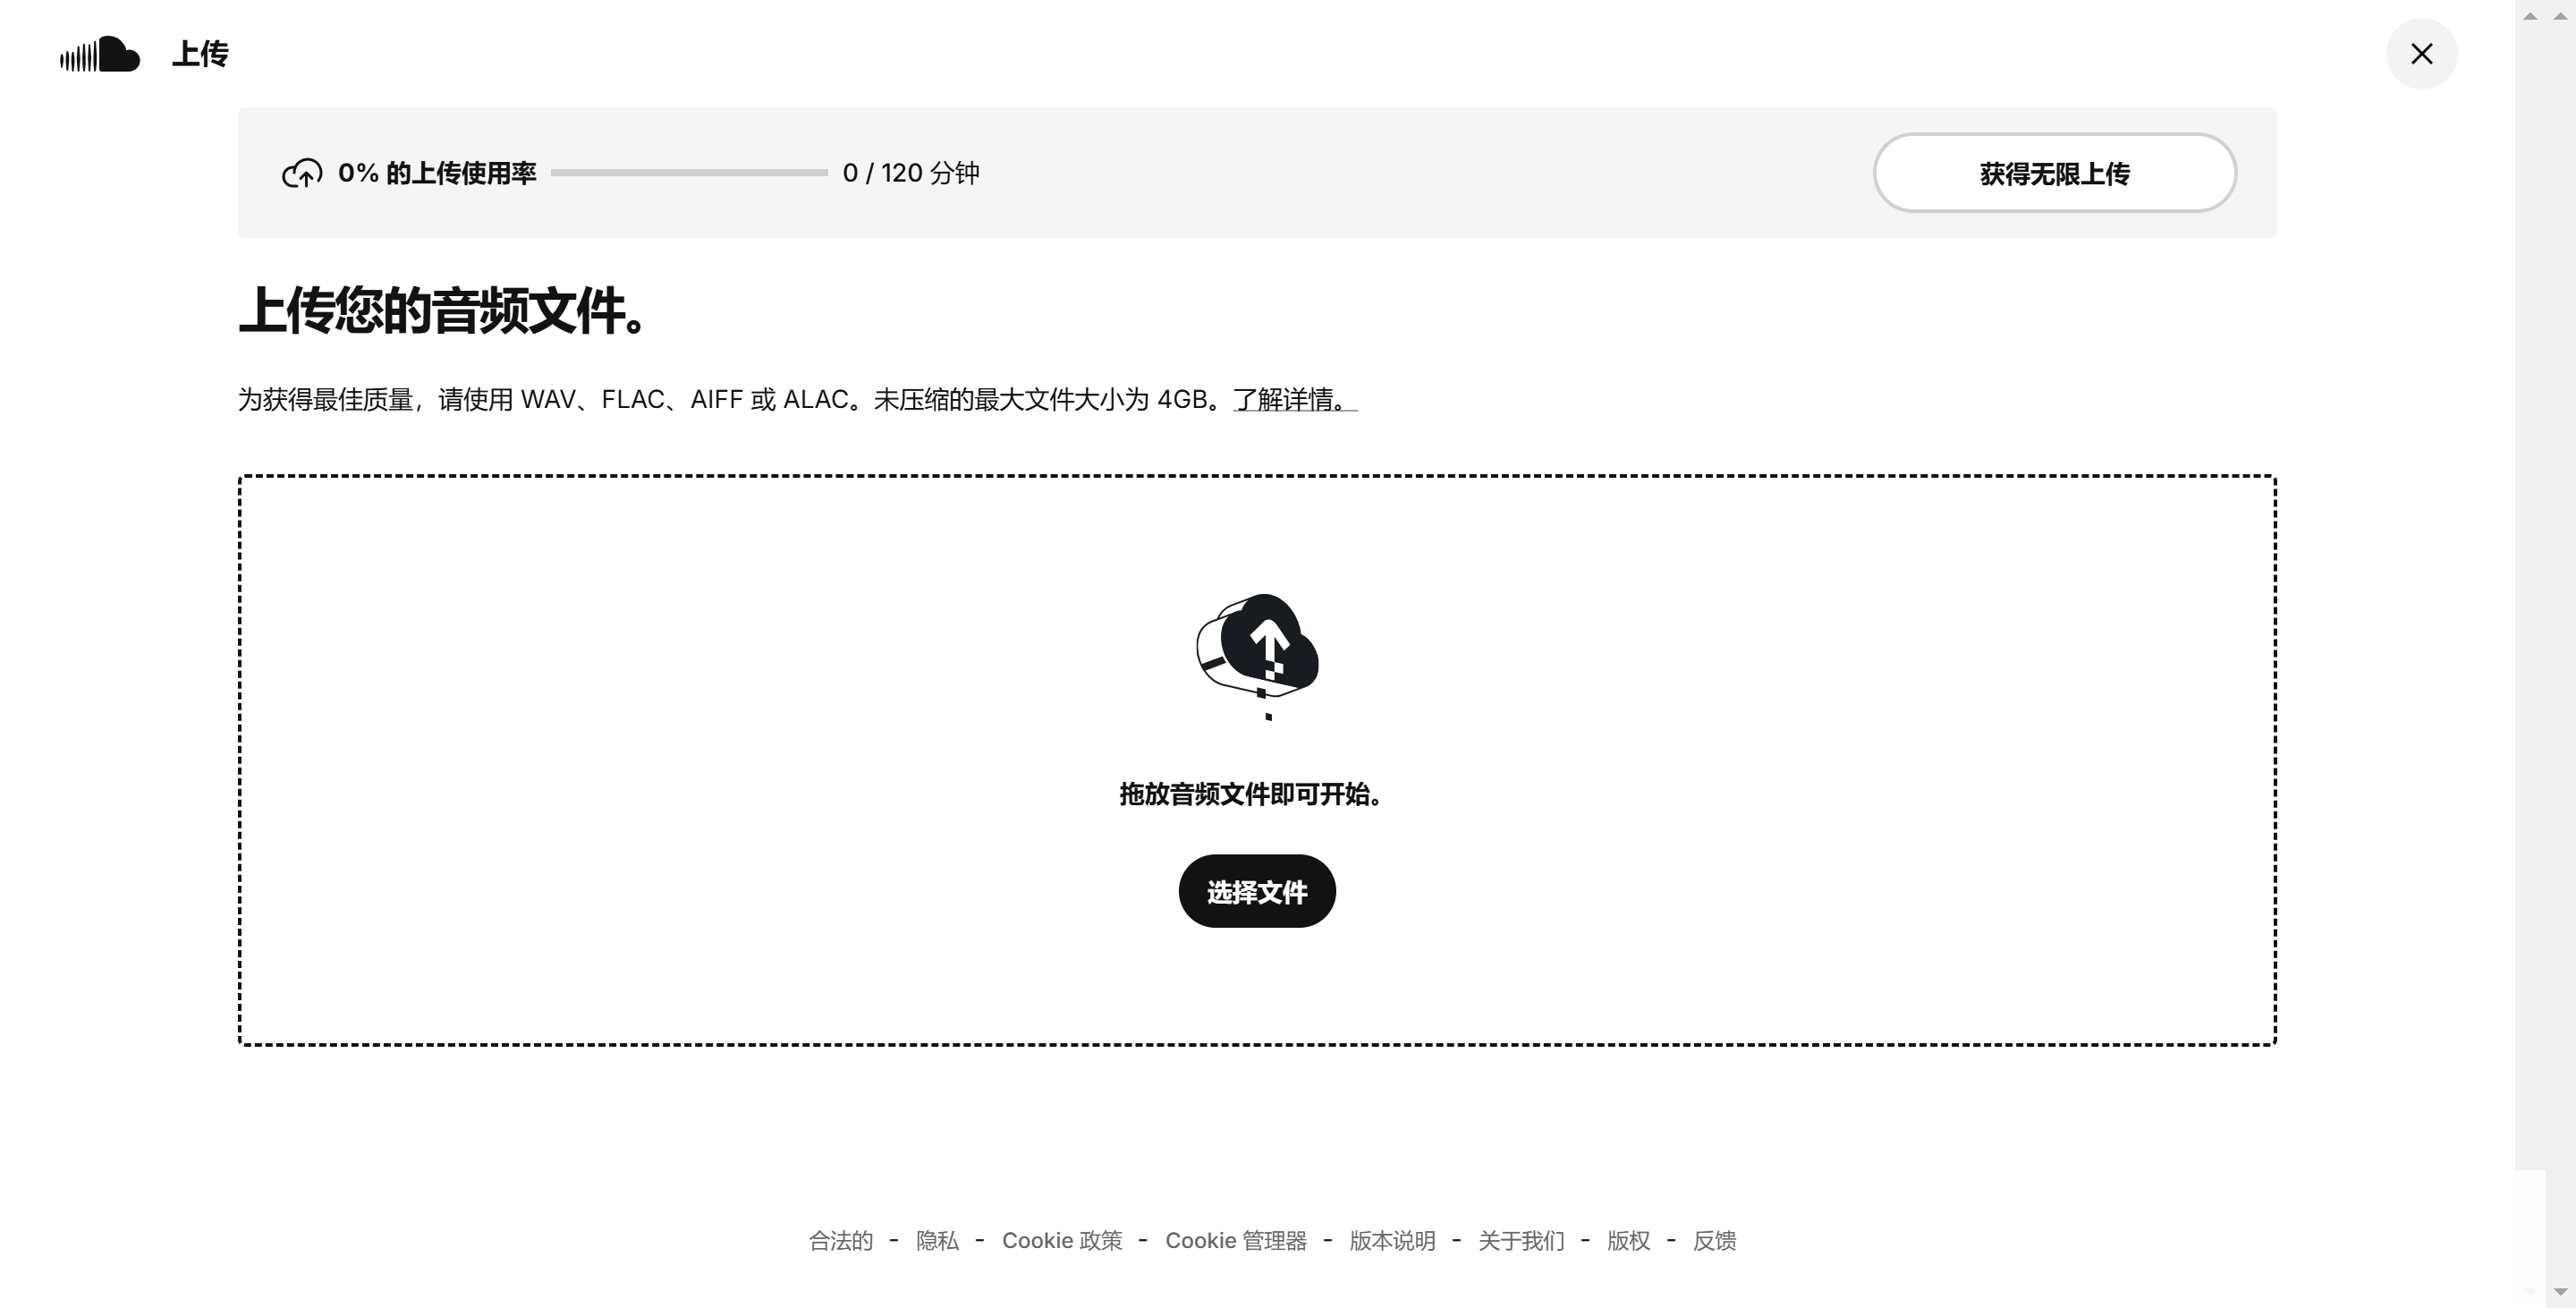 上传
0% 的上传使用率 0 / 120 分钟
获得无限上传
上传您的音频文件。
为获得最佳质量，请使用 WAV、FLAC、AIFF 或 ALAC。未压缩的最大文件大小为 4GB。了解详情。
拖放音频文件即可开始。
选择文件
合法的 - 隐私 - Cookie 政策 - Cookie 管理器 - 版本说明 - 关于我们 - 版权 - 反馈